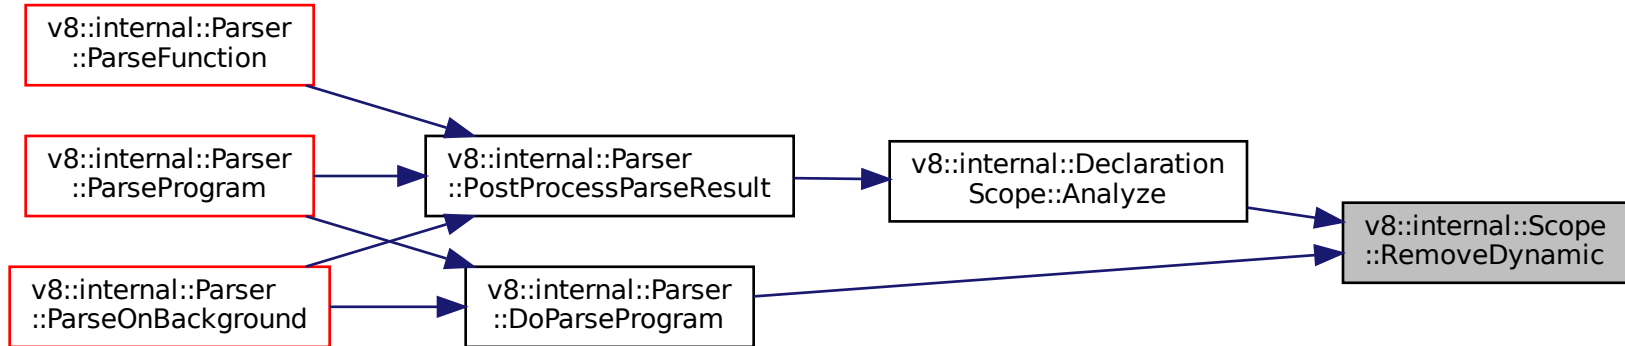 v8::internal::Parser
::ParseFunction
v8::internal::Parser
::ParseProgram
v8::internal::Parser
::ParseOnBackground
v8::internal::Parser
::PostProcessParseResult
v8::internal::Parser
::DoParseProgram
v8::internal::Declaration
Scope::Analyze
v8::internal::Scope
::RemoveDynamic